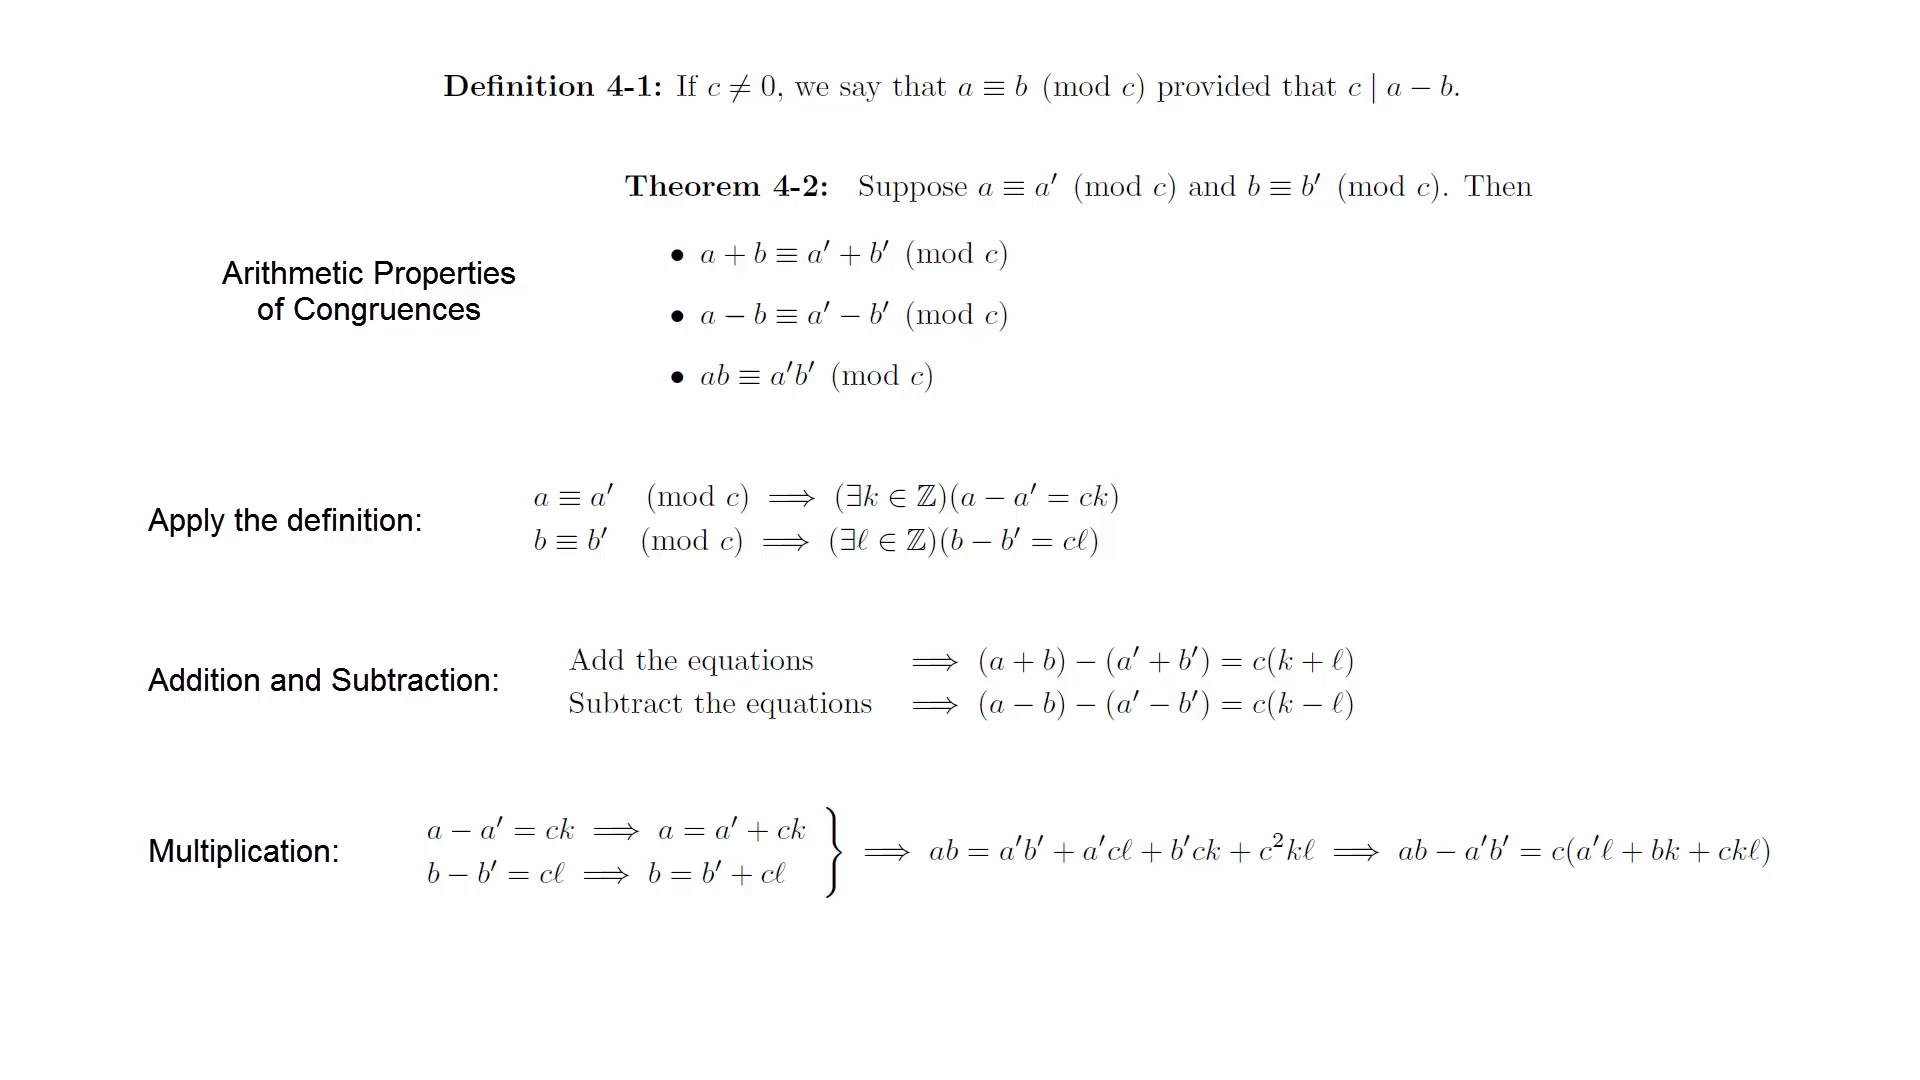 Definition 4-1: If c ≠ 0, we say that a ≡ b (mod c) provided that c | a − b.
Theorem 4-2: Suppose a ≡ a′ (mod c) and b ≡ b′ (mod c). Then
Arithmetic Properties
of Congruences
• a + b ≡ a′ + b′ (mod c)
• a − b ≡ a′ − b′ (mod c)
• ab ≡ a′b′ (mod c)
Apply the definition:
a ≡ a′ (mod c) ⟹ (∃k ∈ ℤ)(a − a′ = ck)
b ≡ b′ (mod c) ⟹ (∃ℓ ∈ ℤ)(b − b′ = cℓ)
Addition and Subtraction:
Add the equations ⟹ (a + b) − (a′ + b′) = c(k + ℓ)
Subtract the equations ⟹ (a − b) − (a′ − b′) = c(k − ℓ)
Multiplication:
a − a′ = ck ⟹ a = a′ + ck
b − b′ = cℓ ⟹ b = b′ + cℓ
} ⟹ ab = a′b′ + a′cℓ + b′ck + c²kℓ ⟹ ab − a′b′ = c(a′ℓ + bk + ckℓ)